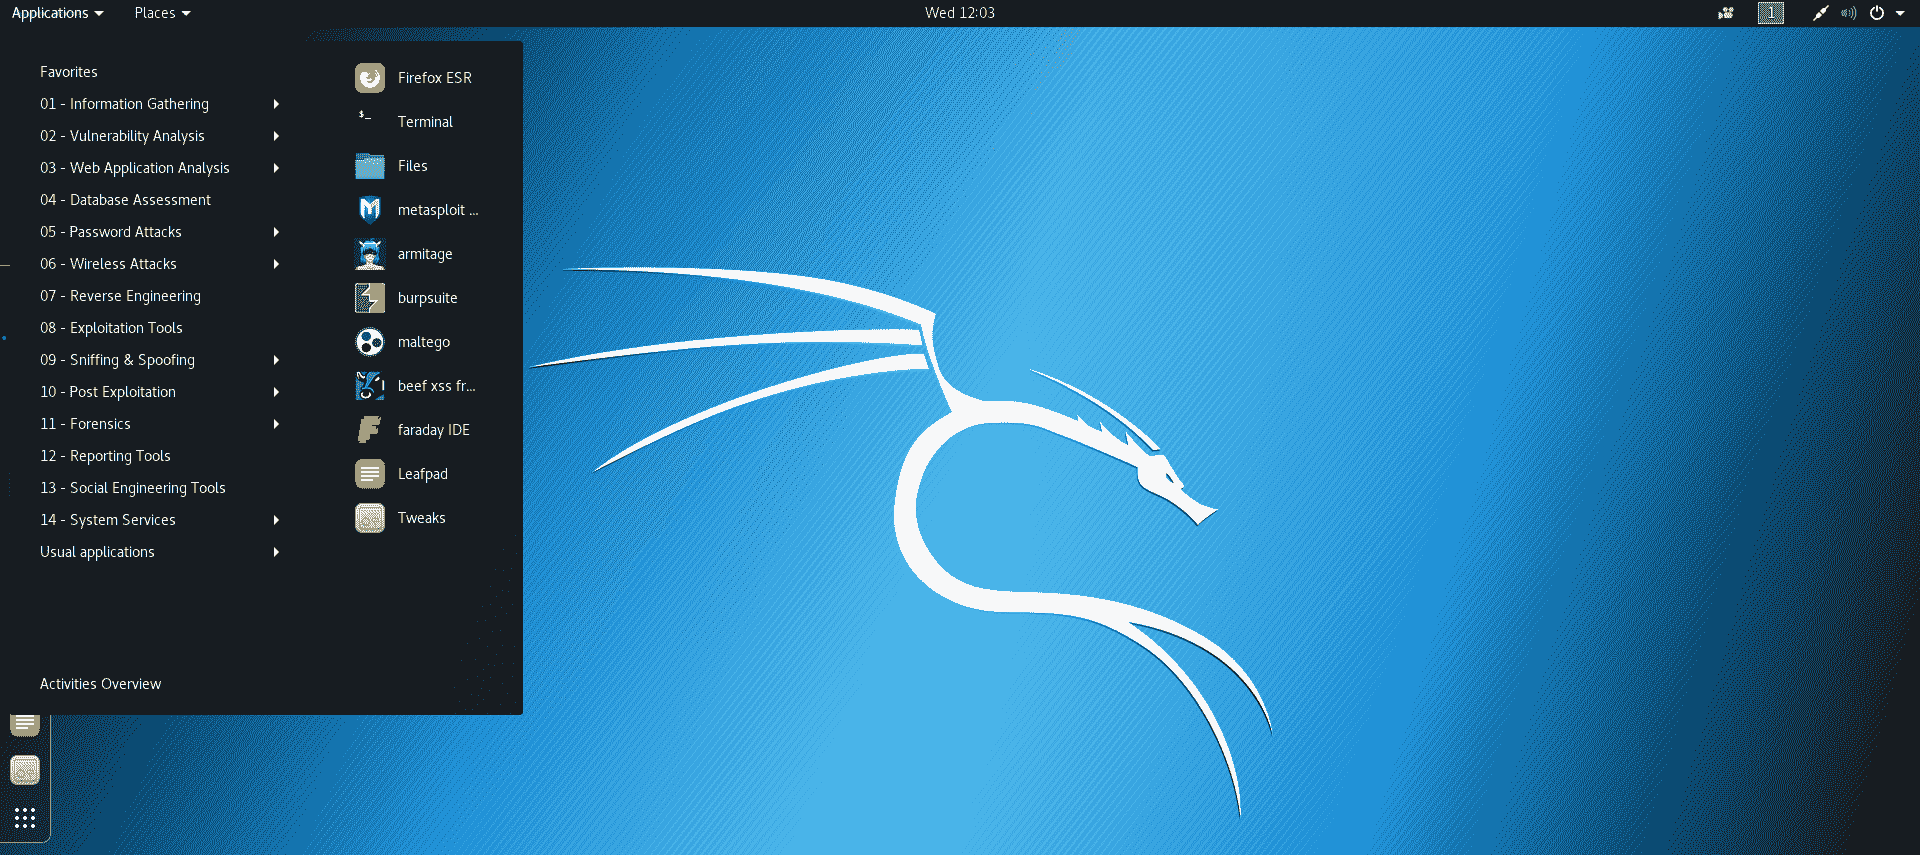 Applications Places Wed 12:03 1
Favorites
01 - Information Gathering
02 - Vulnerability Analysis
03 - Web Application Analysis
04 - Database Assessment
05 - Password Attacks
06 - Wireless Attacks
07 - Reverse Engineering
08 - Exploitation Tools
09 - Sniffing & Spoofing
10 - Post Exploitation
11 - Forensics
12 - Reporting Tools
13 - Social Engineering Tools
14 - System Services
Usual applications
Activities Overview
Firefox ESR
$_ Terminal
Files
metasploit ...
armitage
burpsuite
maltego
beef xss fr...
faraday IDE
Leafpad
Tweaks